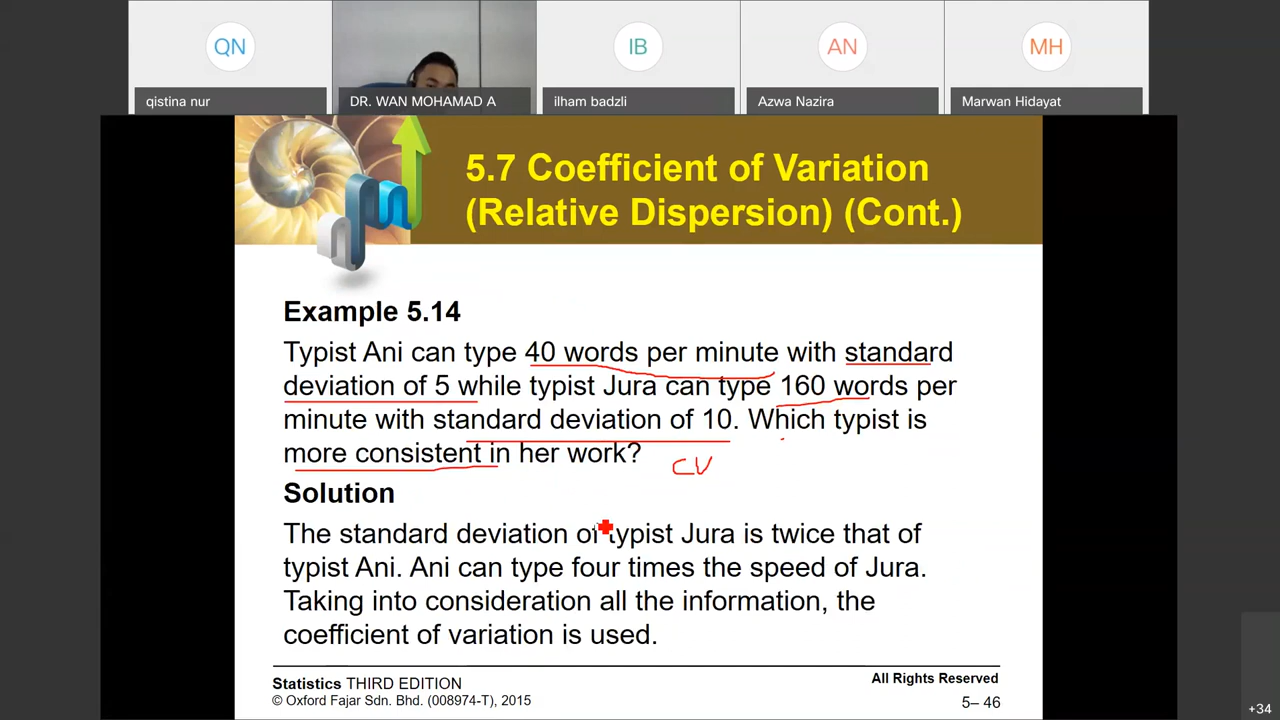 QN
IB
AN
MH
qistina nur
DR. WAN MOHAMAD A
ilham badzli
Azwa Nazira
Marwan Hidayat
5.7 Coefficient of Variation
(Relative Dispersion) (Cont.)
Example 5.14
Typist Ani can type 40 words per minute with standard
deviation of 5 while typist Jura can type 160 words per
minute with standard deviation of 10. Which typist is
more consistent in her work?
CV
Solution
The standard deviation of typist Jura is twice that of
typist Ani. Ani can type four times the speed of Jura.
Taking into consideration all the information, the
coefficient of variation is used.
Statistics THIRD EDITION
All Rights Reserved
© Oxford Fajar Sdn. Bhd. (008974-T), 2015
5– 46
+34